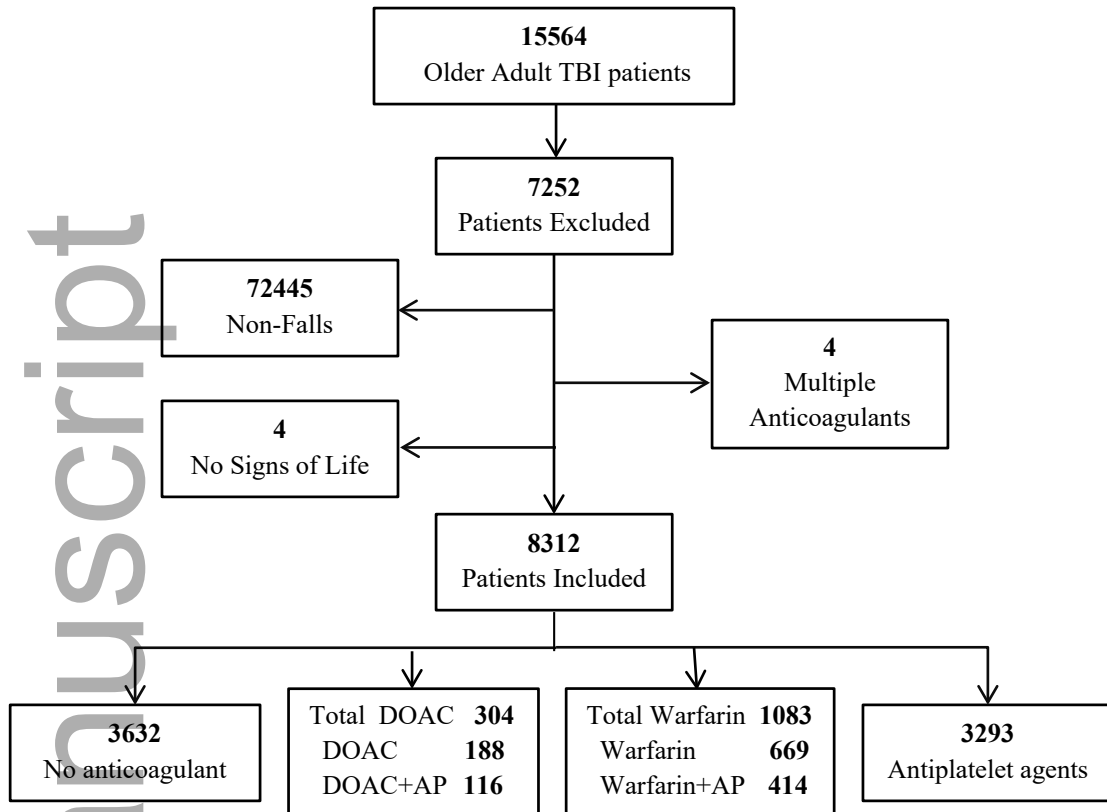 15564
Older Adult TBI patients
7252
Patients Excluded
72445
Non-Falls
4
Multiple
Anticoagulants
4
No Signs of Life
8312
Patients Included
3632
No anticoagulant
Total DOAC 304
DOAC 188
DOAC+AP 116
Total Warfarin 1083
Warfarin 669
Warfarin+AP 414
3293
Antiplatelet agents
anuscript